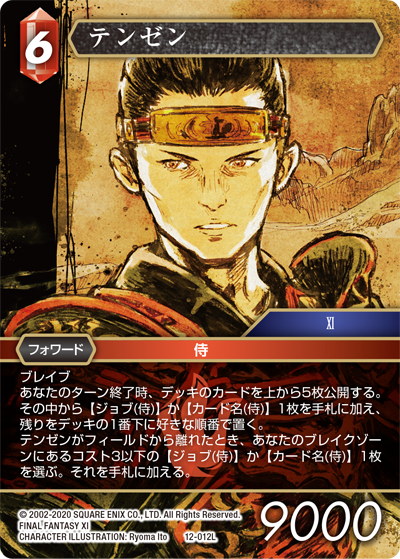 6
テンゼン
XI
フォワード
侍
ブレイブ
あなたのターン終了時、デッキのカードを上から5枚公開する。
その中から【ジョブ(侍)】か【カード名(侍)】1枚を手札に加え、
残りをデッキの1番下に好きな順番で置く。
テンゼンがフィールドから離れたとき、あなたのブレイクゾー
ンにあるコスト3以下の【ジョブ(侍)】か【カード名(侍)】1枚
を選ぶ。それを手札に加える。
© 2002-2020 SQUARE ENIX CO., LTD. All Rights Reserved.
FINAL FANTASY XI
CHARACTER ILLUSTRATION: Ryoma Ito
12-012L
9000